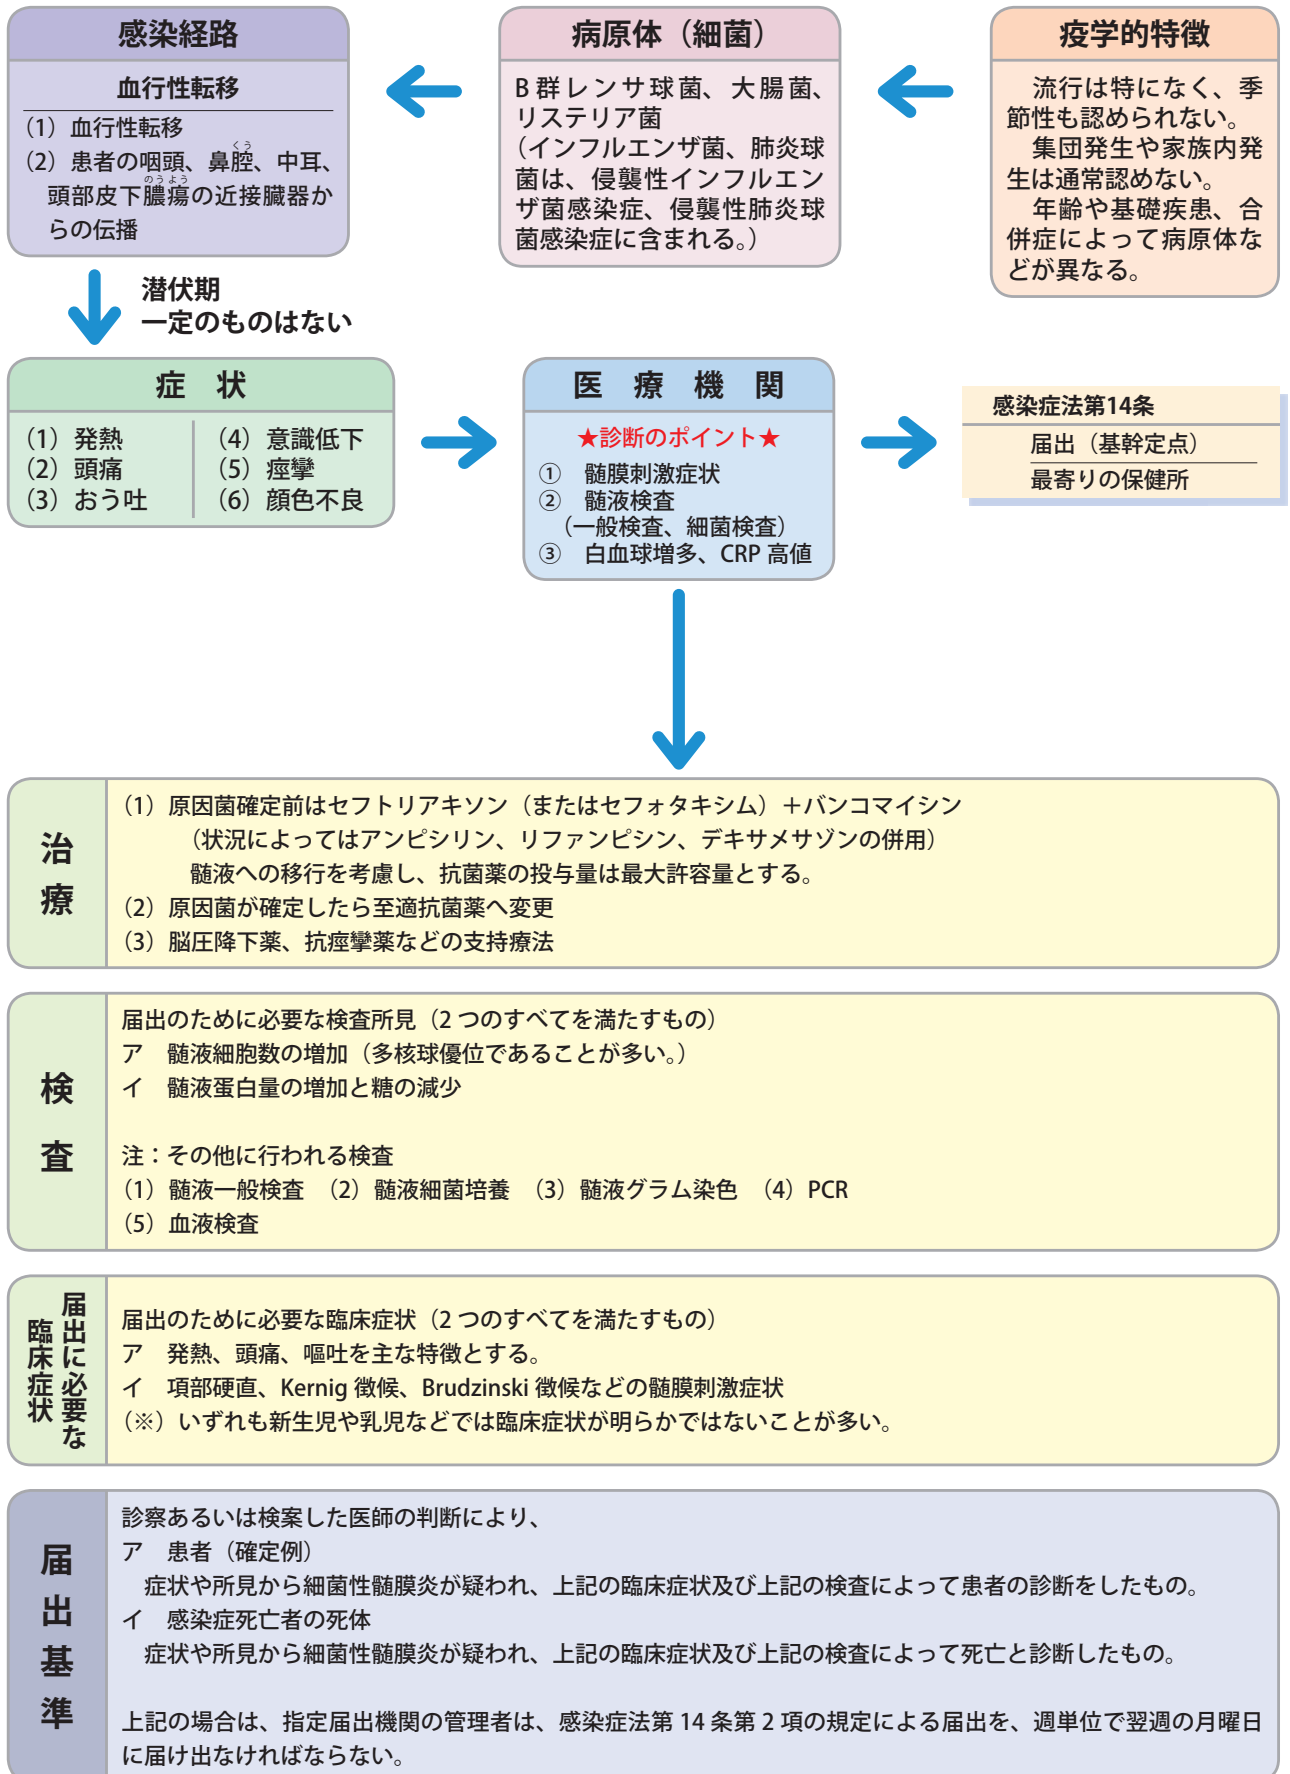 感染経路
血行性転移
（1）血行性転移
（2）患者の咽頭、鼻腔、中耳、
くう
頭部皮下膿瘍の近接臓器か
のうよう
らの伝播
病原体（細菌）
B 群レンサ球菌、大腸菌、
リステリア菌
（インフルエンザ菌、肺炎球
菌は、侵襲性インフルエン
ザ菌感染症、侵襲性肺炎球
菌感染症に含まれる。）
疫学的特徴
流行は特になく、季
節性も認められない。
集団発生や家族内発
生は通常認めない。
年齢や基礎疾患、合
併症によって病原体な
どが異なる。
潜伏期
一定のものはない
症　状
（1）発熱
（2）頭痛
（3）おう吐
（4）意識低下
（5）痙攣
（6）顔色不良
医　療　機　関
★診断のポイント★
①　髄膜刺激症状
②　髄液検査
（一般検査、細菌検査）
③　白血球増多、CRP 高値
感染症法第14条
届出（基幹定点）
最寄りの保健所
治療
（1）原因菌確定前はセフトリアキソン（またはセフォタキシム）＋バンコマイシン
（状況によってはアンピシリン、リファンピシン、デキサメサゾンの併用）
髄液への移行を考慮し、抗菌薬の投与量は最大許容量とする。
（2）原因菌が確定したら至適抗菌薬へ変更
（3）脳圧降下薬、抗痙攣薬などの支持療法
検査
届出のために必要な検査所見（2 つのすべてを満たすもの）
ア　髄液細胞数の増加（多核球優位であることが多い。）
イ　髄液蛋白量の増加と糖の減少
注：その他に行われる検査
（1）髄液一般検査　（2）髄液細菌培養　（3）髄液グラム染色　（4）PCR
（5）血液検査
届出に必要な
臨床症状
届出のために必要な臨床症状（2 つのすべてを満たすもの）
ア　発熱、頭痛、嘔吐を主な特徴とする。
イ　項部硬直、Kernig 徴候、Brudzinski 徴候などの髄膜刺激症状
（※）いずれも新生児や乳児などでは臨床症状が明らかではないことが多い。
届出基準
診察あるいは検案した医師の判断により、
ア　患者（確定例）
症状や所見から細菌性髄膜炎が疑われ、上記の臨床症状及び上記の検査によって患者の診断をしたもの。
イ　感染症死亡者の死体
症状や所見から細菌性髄膜炎が疑われ、上記の臨床症状及び上記の検査によって死亡と診断したもの。
上記の場合は、指定届出機関の管理者は、感染症法第 14 条第 2 項の規定による届出を、週単位で翌週の月曜日
に届け出なければならない。